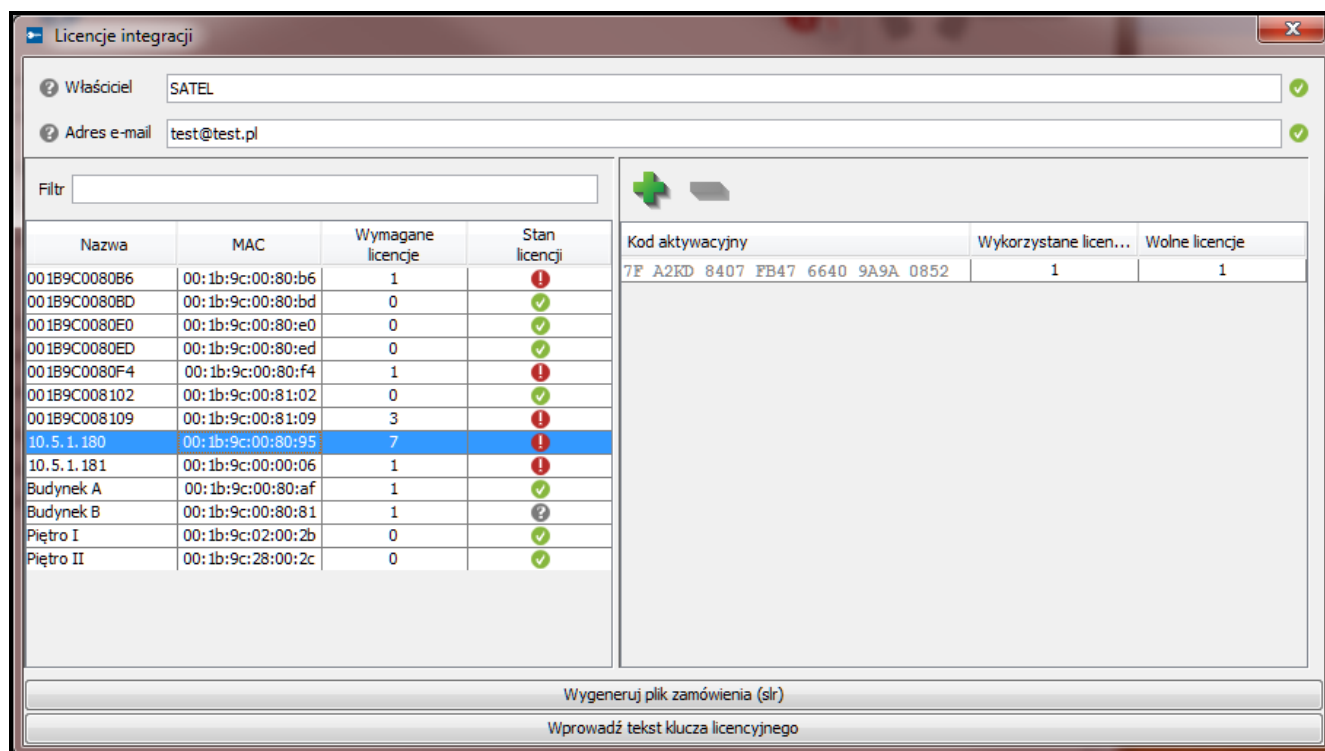 Licencje integracji
Właściciel SATEL
Adres e-mail test@test.pl
Filtr
Nazwa MAC Wymagane licencje Stan licencji
001B9C0080B6 00:1b:9c:00:80:b6 1
001B9C0080BD 00:1b:9c:00:80:bd 0
001B9C0080E0 00:1b:9c:00:80:e0 0
001B9C0080ED 00:1b:9c:00:80:ed 0
001B9C0080F4 00:1b:9c:00:80:f4 1
001B9C008102 00:1b:9c:00:81:02 0
001B9C008109 00:1b:9c:00:81:09 3
10.5.1.180 00:1b:9c:00:80:95 7
10.5.1.181 00:1b:9c:00:00:06 1
Budynek A 00:1b:9c:00:80:af 1
Budynek B 00:1b:9c:00:80:81 1
Piętro I 00:1b:9c:02:00:2b 0
Piętro II 00:1b:9c:28:00:2c 0
Kod aktywacyjny Wykorzystane licen... Wolne licencje
7F A2KD 8407 FB47 6640 9A9A 0852 1 1
Wygeneruj plik zamówienia (slr)
Wprowadź tekst klucza licencyjnego